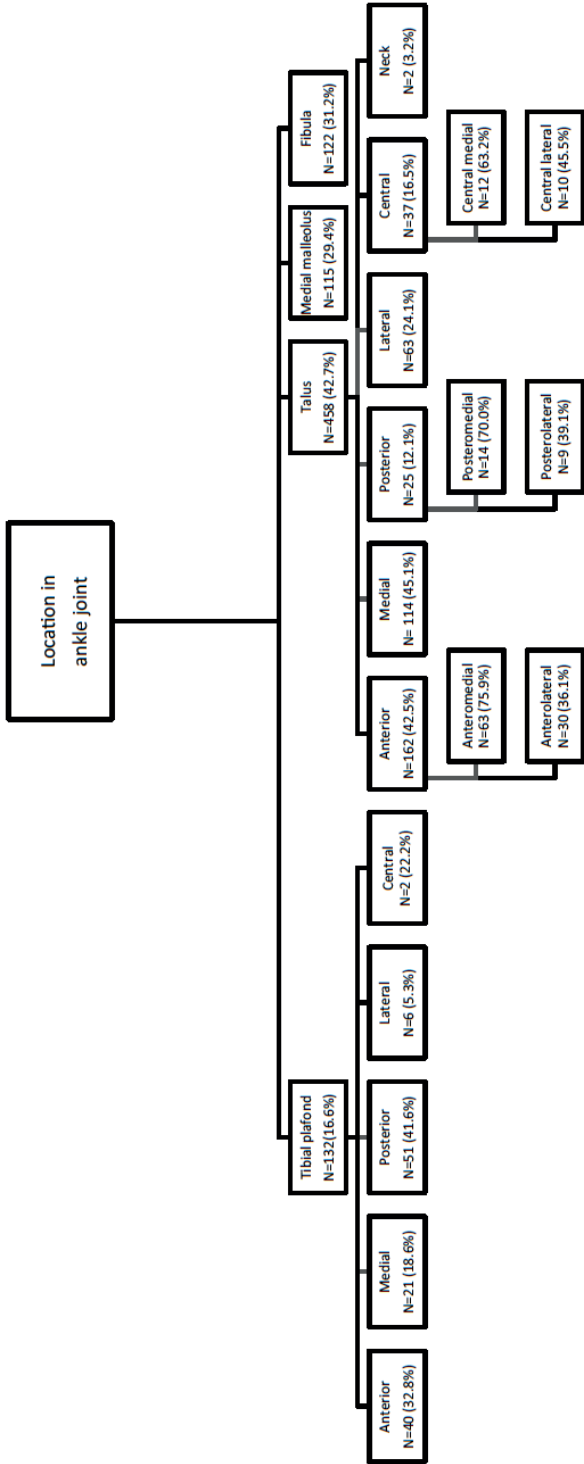 Location in
ankle joint
Tibial plafond
N=132(16.6%)
Talus
N=458 (42.7%)
Medial malleolus
N=115 (29.4%)
Fibula
N=122 (31.2%)
Anterior
N=40 (32.8%)
Medial
N=21 (18.6%)
Posterior
N=51 (41.6%)
Lateral
N=6 (5.3%)
Central
N=2 (22.2%)
Anterior
N=162 (42.5%)
Medial
N= 114 (45.1%)
Posterior
N=25 (12.1%)
Lateral
N=63 (24.1%)
Central
N=37 (16.5%)
Neck
N=2 (3.2%)
Anteromedial
N=63 (75.9%)
Posteromedial
N=14 (70.0%)
Central medial
N=12 (63.2%)
Anterolateral
N=30 (36.1%)
Posterolateral
N=9 (39.1%)
Central lateral
N=10 (45.5%)